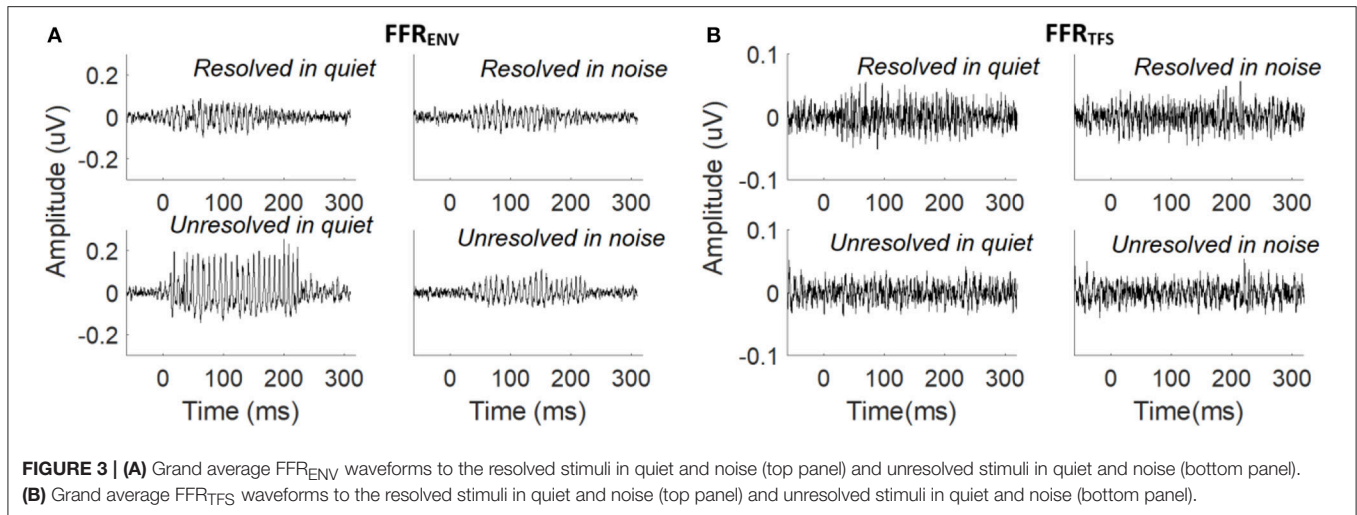 A
FFRENV
B
FFRTFS
Resolved in quiet
Resolved in noise
Resolved in quiet
Resolved in noise
Amplitude (uV)
0.2
0
-0.2
0 100 200 300
0 100 200 300
Amplitude (uV)
0.1
0
-0.1
0 100 200 300
0 100 200 300
Unresolved in quiet
Unresolved in noise
Unresolved in quiet
Unresolved in noise
0.2
0
-0.2
0 100 200 300
0 100 200 300
0.1
0
-0.1
0 100 200 300
0 100 200 300
Time (ms)
Time (ms)
Time(ms)
Time(ms)
FIGURE 3 | (A) Grand average FFRENV waveforms to the resolved stimuli in quiet and noise (top panel) and unresolved stimuli in quiet and noise (bottom panel).
(B) Grand average FFRTFS waveforms to the resolved stimuli in quiet and noise (top panel) and unresolved stimuli in quiet and noise (bottom panel).